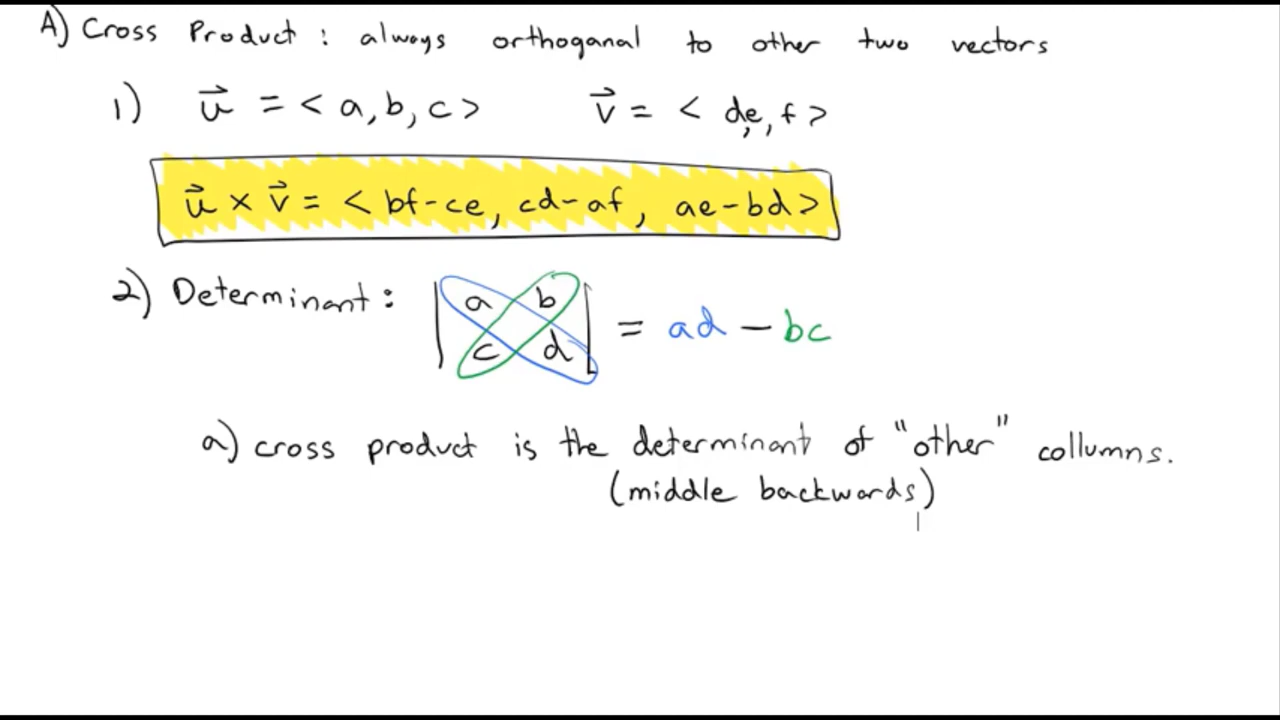 A) Cross Product : always orthoganal to other two vectors
1) u⃗ = < a, b, c > v⃗ = < d, e, f >
u⃗ × v⃗ = < bf-ce, cd-af, ae-bd >
2) Determinant : |a b| = ad - bc
|c d|
a) cross product is the determinant of "other" collumns.
(middle backwards)